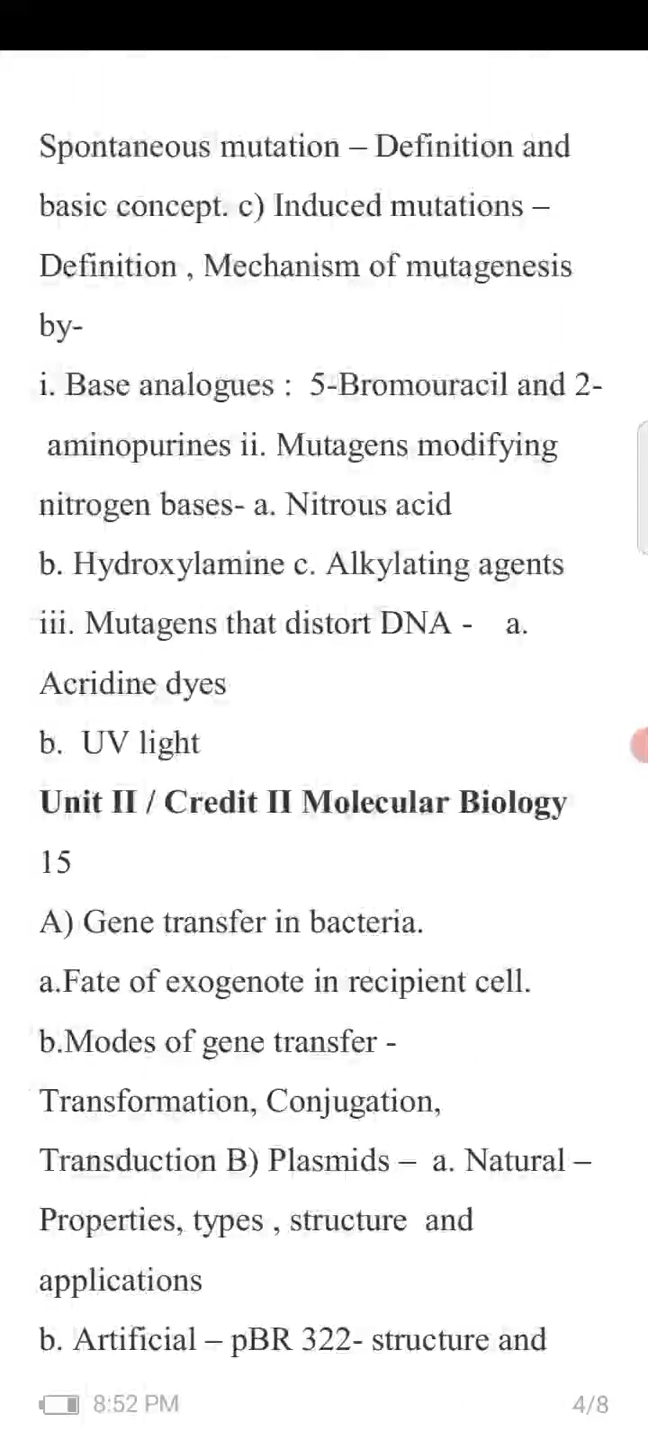 Spontaneous mutation – Definition and
basic concept. c) Induced mutations –
Definition , Mechanism of mutagenesis
by-
i. Base analogues : 5-Bromouracil and 2-
aminopurines ii. Mutagens modifying
nitrogen bases- a. Nitrous acid
b. Hydroxylamine c. Alkylating agents
iii. Mutagens that distort DNA - a.
Acridine dyes
b. UV light
Unit II / Credit II Molecular Biology
15
A) Gene transfer in bacteria.
a.Fate of exogenote in recipient cell.
b.Modes of gene transfer -
Transformation, Conjugation,
Transduction B) Plasmids – a. Natural –
Properties, types , structure and
applications
b. Artificial – pBR 322- structure and
8:52 PM 4/8